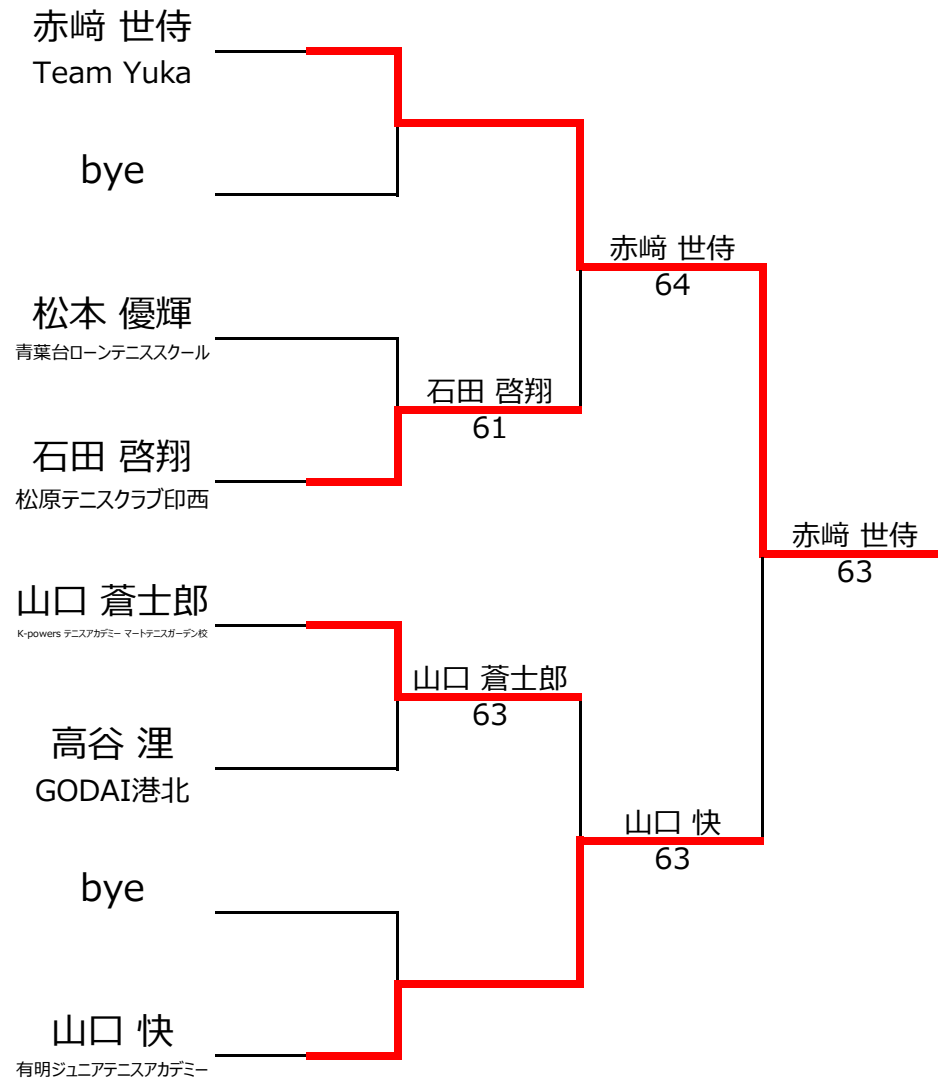 赤﨑 世侍
Team Yuka
bye
赤﨑 世侍
64
松本 優輝
青葉台ローンテニススクール
石田 啓翔
61
石田 啓翔
松原テニスクラブ印西
赤﨑 世侍
63
山口 蒼士郎
K-powers テニスアカデミー マートテニスガーデン校
山口 蒼士郎
63
高谷 浬
GODAI港北
山口 快
63
bye
山口 快
有明ジュニアテニスアカデミー